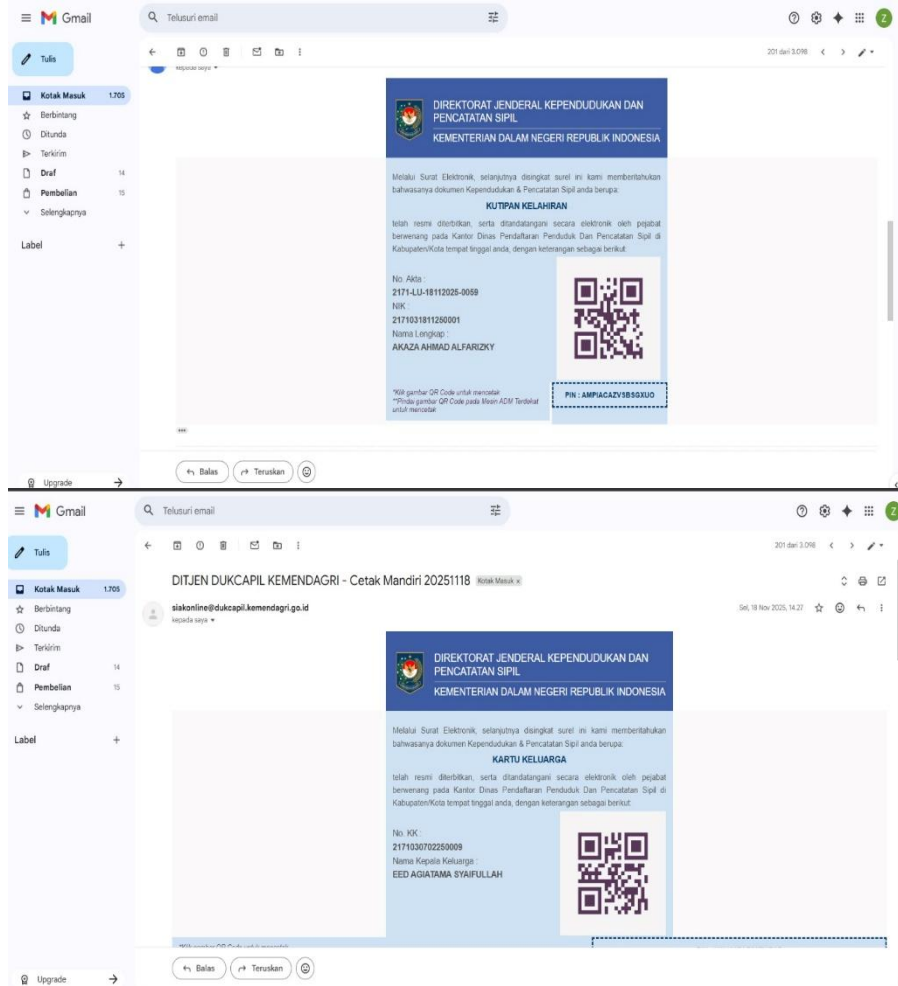 Gmail
Telusuri email
Z
Tulis
201 dari 3.098
kepada saya
Kotak Masuk 1.705
Berbintang
Ditunda
Terkirim
Draf 14
Pembelian 15
Selengkapnya
Label
DIREKTORAT JENDERAL KEPENDUDUKAN DAN
PENCATATAN SIPIL
KEMENTERIAN DALAM NEGERI REPUBLIK INDONESIA
Melalui Surat Elektronik, selanjutnya disingkat surel ini kami memberitahukan
bahwasanya dokumen Kependudukan & Pencatatan Sipil anda berupa:
KUTIPAN KELAHIRAN
telah resmi diterbitkan, serta ditandatangani secara elektronik oleh pejabat
berwenang pada Kantor Dinas Pendaftaran Penduduk Dan Pencatatan Sipil di
Kabupaten/Kota tempat tinggal anda, dengan keterangan sebagai berikut:
No. Akta :
2171-LU-18112025-0059
NIK :
2171031811250001
Nama Lengkap :
AKAZA AHMAD ALFARIZKY
*Klik gambar QR Code untuk mencetak
**Pindai gambar QR Code pada Mesin ADM Terdekat
untuk mencetak
PIN : AMPIACAZVSBSGXUO
Balas
Teruskan
Upgrade
Gmail
Telusuri email
Z
Tulis
201 dari 3.098
DITJEN DUKCAPIL KEMENDAGRI - Cetak Mandiri 20251118 Kotak Masuk x
siakonline@dukcapil.kemendagri.go.id
Sel, 18 Nov 2025, 14.27
kepada saya
Kotak Masuk 1.705
Berbintang
Ditunda
Terkirim
Draf 14
Pembelian 15
Selengkapnya
Label
DIREKTORAT JENDERAL KEPENDUDUKAN DAN
PENCATATAN SIPIL
KEMENTERIAN DALAM NEGERI REPUBLIK INDONESIA
Melalui Surat Elektronik, selanjutnya disingkat surel ini kami memberitahukan
bahwasanya dokumen Kependudukan & Pencatatan Sipil anda berupa:
KARTU KELUARGA
telah resmi diterbitkan, serta ditandatangani secara elektronik oleh pejabat
berwenang pada Kantor Dinas Pendaftaran Penduduk Dan Pencatatan Sipil di
Kabupaten/Kota tempat tinggal anda, dengan keterangan sebagai berikut:
No. KK :
2171030702250009
Nama Kepala Keluarga :
EED AGIATAMA SYAIFULLAH
*Klik gambar QR Code untuk mencetak
Balas
Teruskan
Upgrade